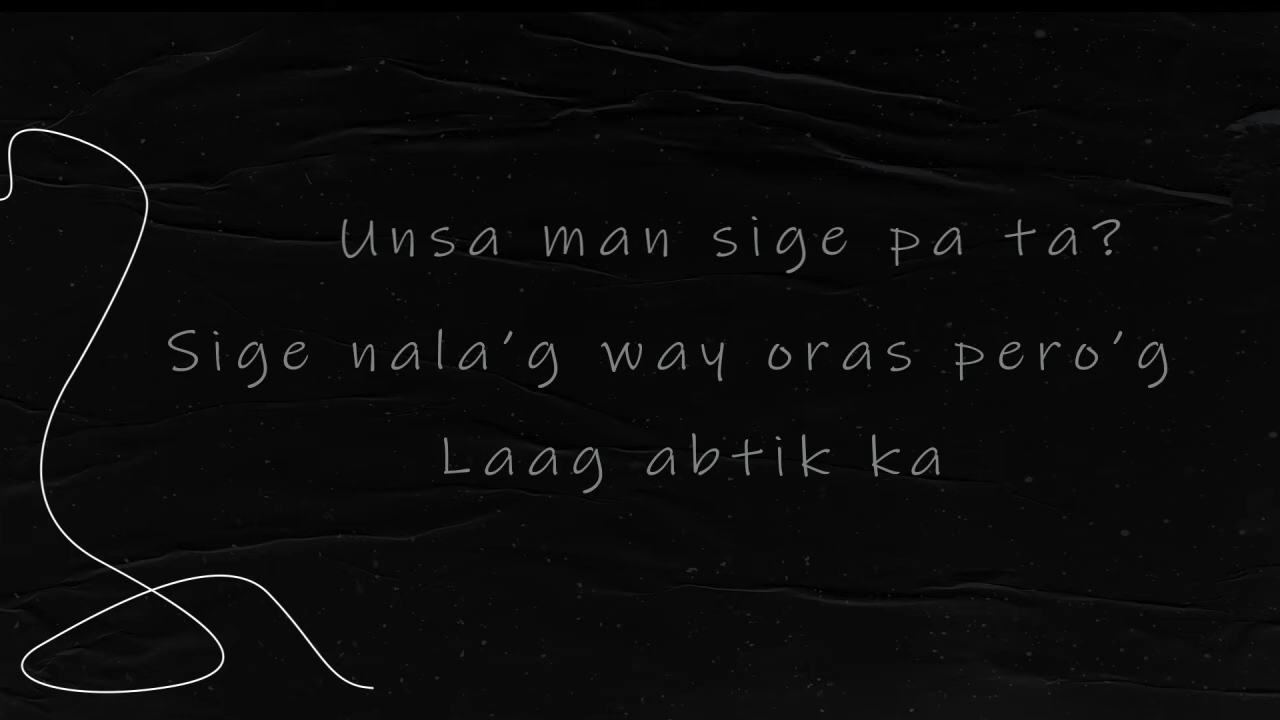 Unsa man sige pa ta?
Sige nala’g way oras pero’g
Laag abtik ka